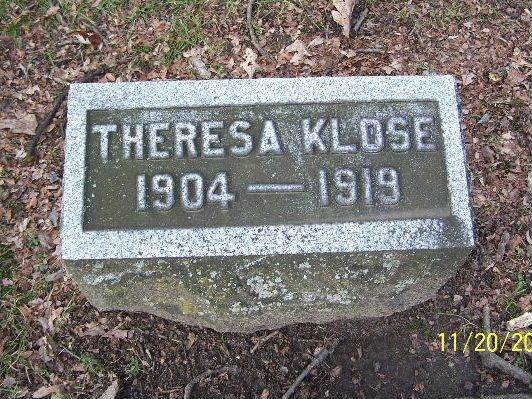 THERESA KLOSE
1904 — 1919
11/20/20